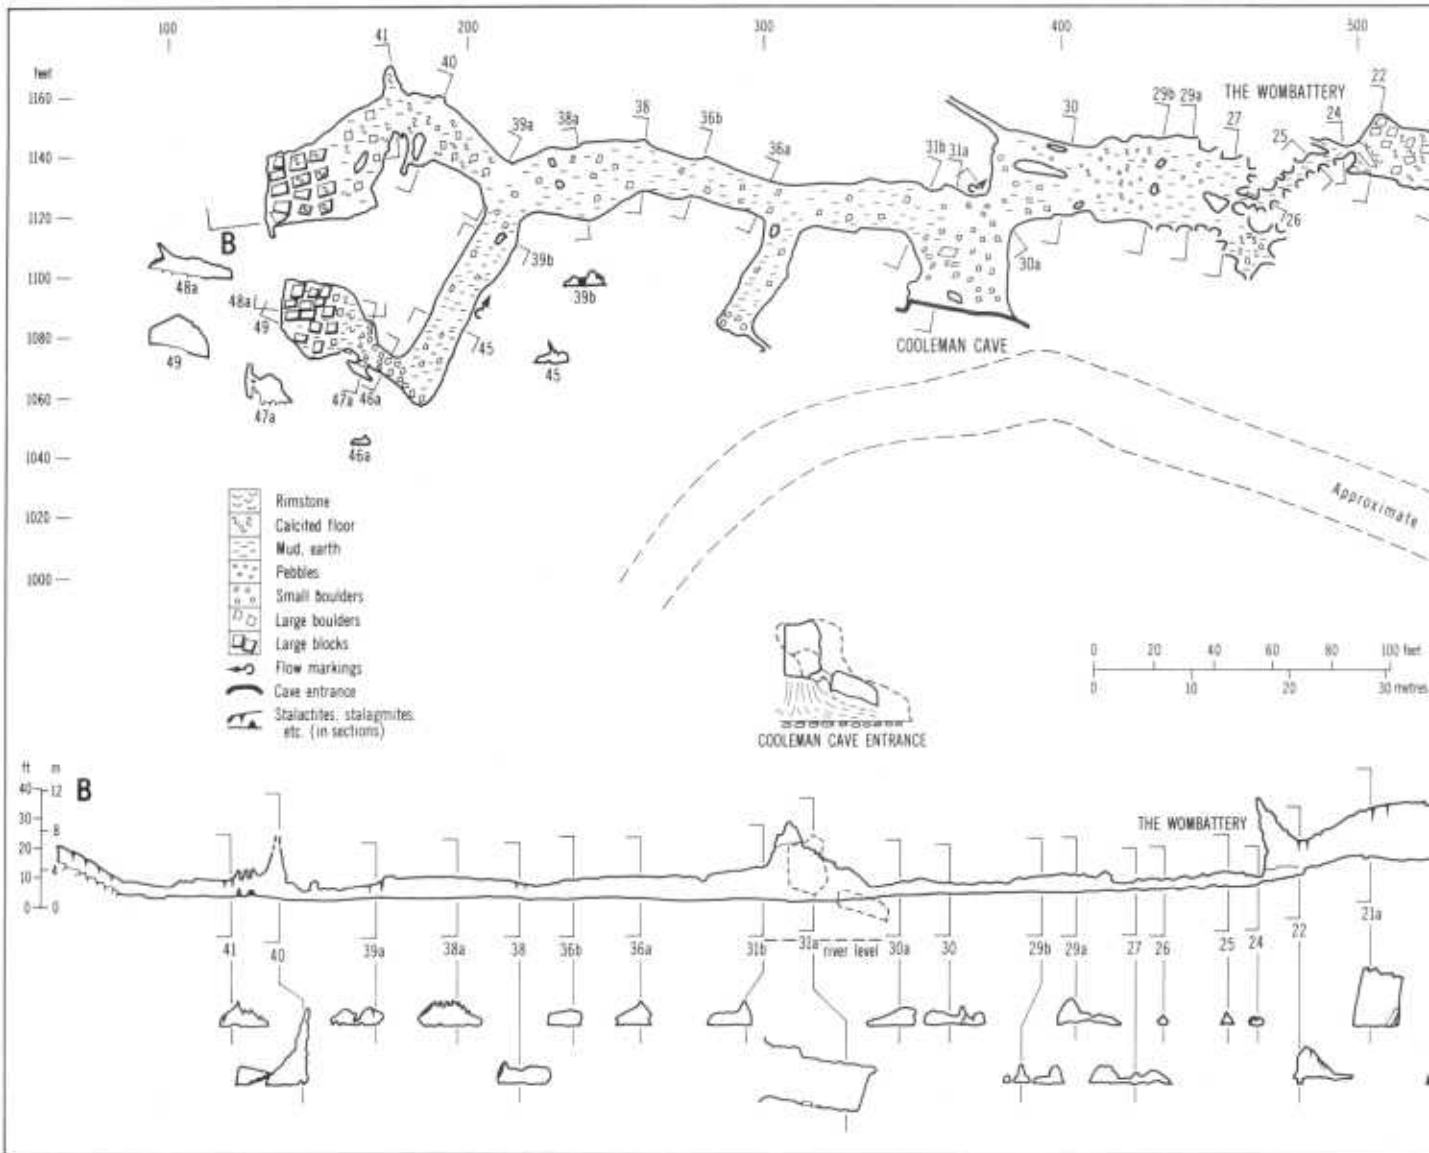 100 200 300 400 500
feet
41
40
22
1160
39a 38a 38 36b 30 29b 29a THE WOMBATTERY
24
27
25
36a 31b 31a
1140
1120
26
B
1100
39b
30a
48a 48a 39b
49
1080
45
COOLEMAN CAVE
49 45
47a 46a
1060
47a
46a
1040
Approximate
1020
1000
Rimstone
Calcited floor
Mud, earth
Pebbles
Small boulders
Large boulders
Large blocks
Flow markings
Cave entrance
Stalactites, stalagmites,
etc. (in sections)
0 20 40 60 80 100 feet
0 10 20 30 metres
COOLEMAN CAVE ENTRANCE
ft m
B
40 12
30
8
THE WOMBATTERY
20
4
10
0 0
41 40 39a 38a 38 36b 36a 31b 31a river level 30a 30 29b 29a 27 26 25 24 22 21a